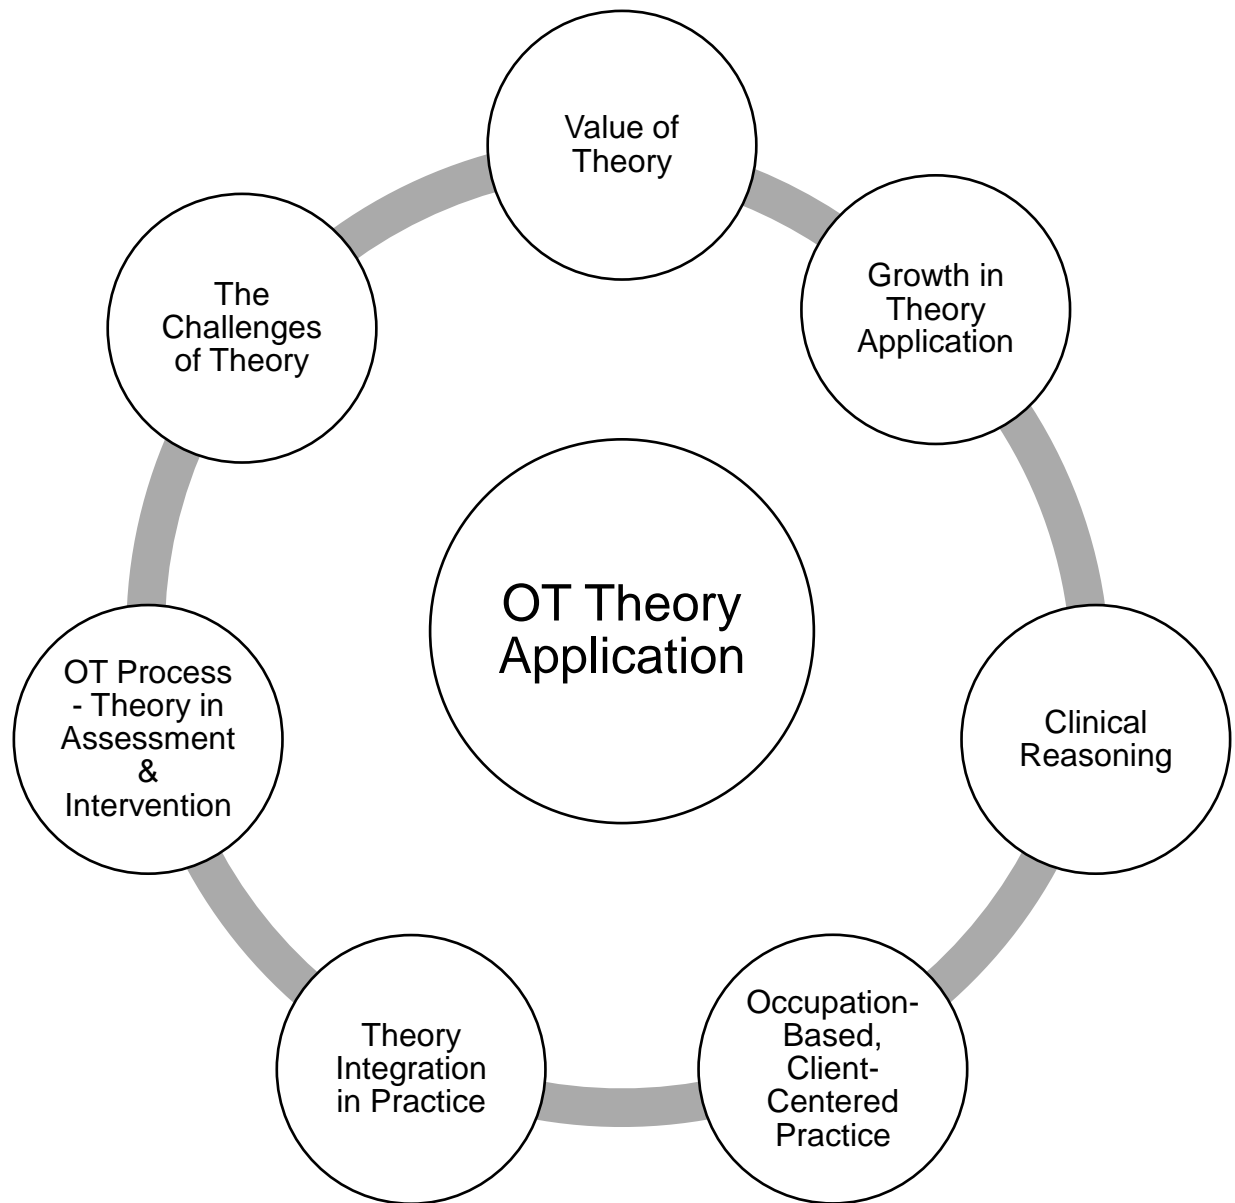 Value of
Theory
Growth in
Theory
Application
Clinical
Reasoning
Occupation-
Based,
Client-
Centered
Practice
Theory
Integration
in Practice
OT Process
- Theory in
Assessment
&
Intervention
The
Challenges
of Theory
OT Theory
Application